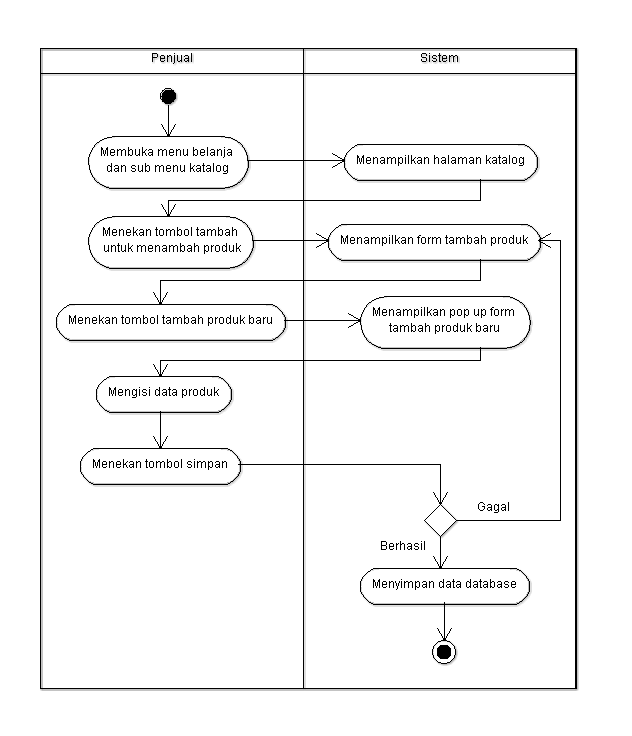 Penjual
Sistem
Membuka menu belanja
dan sub menu katalog
Menampilkan halaman katalog
Menekan tombol tambah
untuk menambah produk
Menampilkan form tambah produk
Menekan tombol tambah produk baru
Menampilkan pop up form
tambah produk baru
Mengisi data produk
Menekan tombol simpan
Gagal
Berhasil
Menyimpan data database